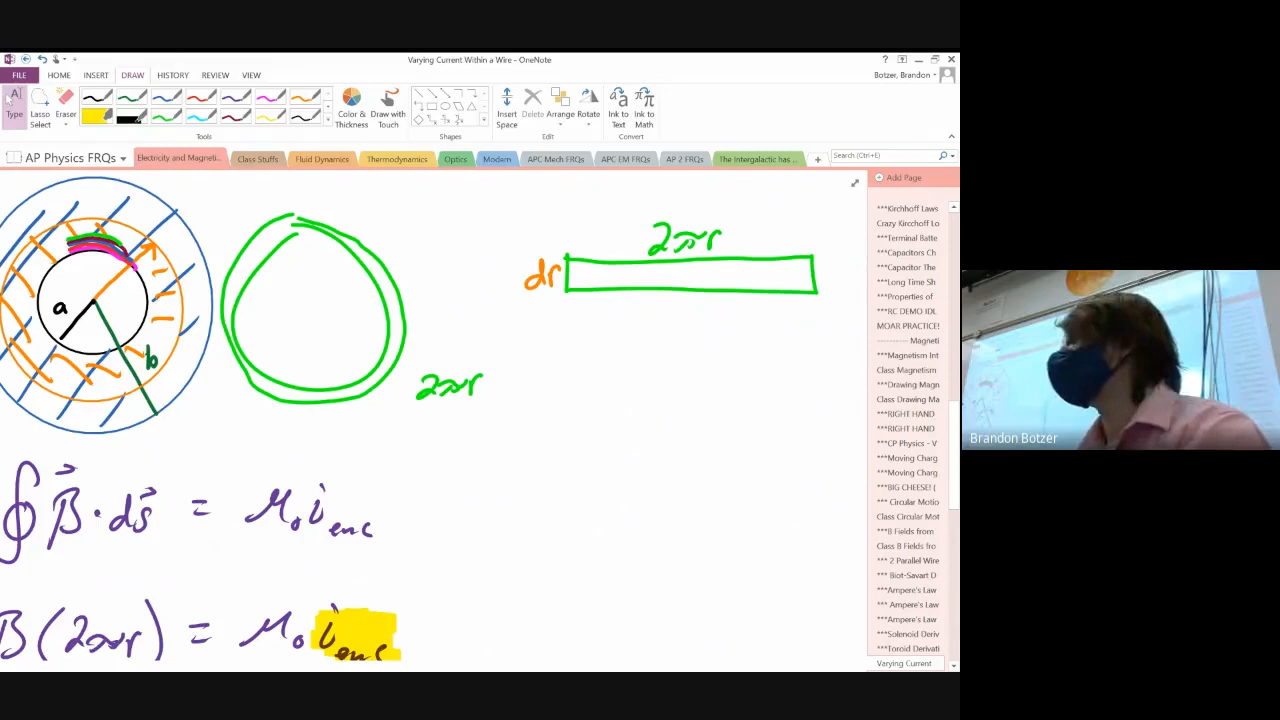 Varying Current Within a Wire - OneNote
FILE HOME INSERT DRAW HISTORY REVIEW VIEW
Botzer, Brandon
Type
Lasso Select
Eraser
Color & Thickness
Draw with Touch
Insert Space
Delete
Arrange
Rotate
Ink to Text
Ink to Math
Tools
Shapes
Edit
Convert
AP Physics FRQs
Electricity and Magneti...
Class Stuffs
Fluid Dynamics
Thermodynamics
Optics
Modern
APC Mech FRQs
APC EM FRQs
AP 2 FRQs
The Intergalactic has ...
Search (Ctrl+E)
Add Page
***Kirchhoff Laws
Crazy Kircchoff Lo
***Terminal Batte
***Capacitors Ch
***Capacitor The
***Long Time Sh
***Properties of
***RC DEMO IDL
MOAR PRACTICE!
---------- Magneti
***Magnetism Int
Class Magnetism
***Drawing Magn
Class Drawing Ma
***RIGHT HAND
***RIGHT HAND
***CP Physics - V
***Moving Charg
***Moving Charg
***BIG CHEESE! (
*** Circular Motio
Class Circular Mot
***B Fields from
Class B Fields fro
*** 2 Parallel Wire
*** Biot-Savart D
***Ampere's Law
*** Ampere's Law
***Ampere's Law
***Solenoid Deriv
***Toroid Derivati
Varying Current
a
b
2πr
2πr
dr
∮ B⃗ · ds⃗ = μ₀ i enc
B (2πr) = μ₀ i enc
Brandon Botzer